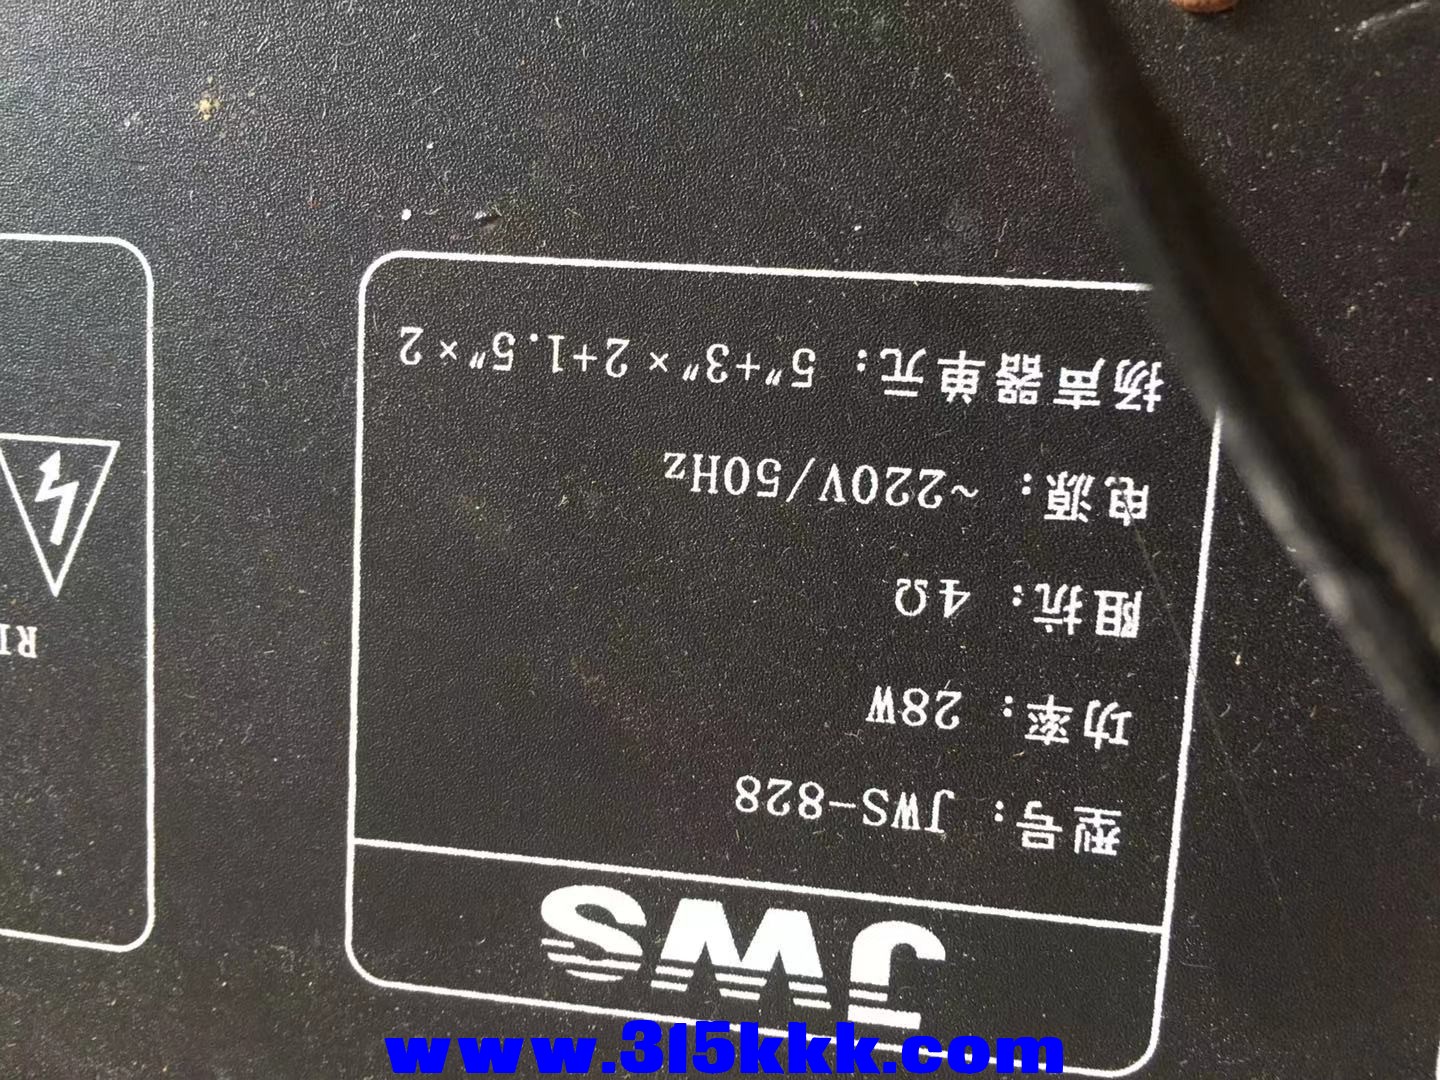 JWS
型号: JWS-828
功率: 28W
阻抗: 4Ω
电源: ~220V/50Hz
扬声器单元: 5"+3"×2+1.5"×2
www.315kkk.com